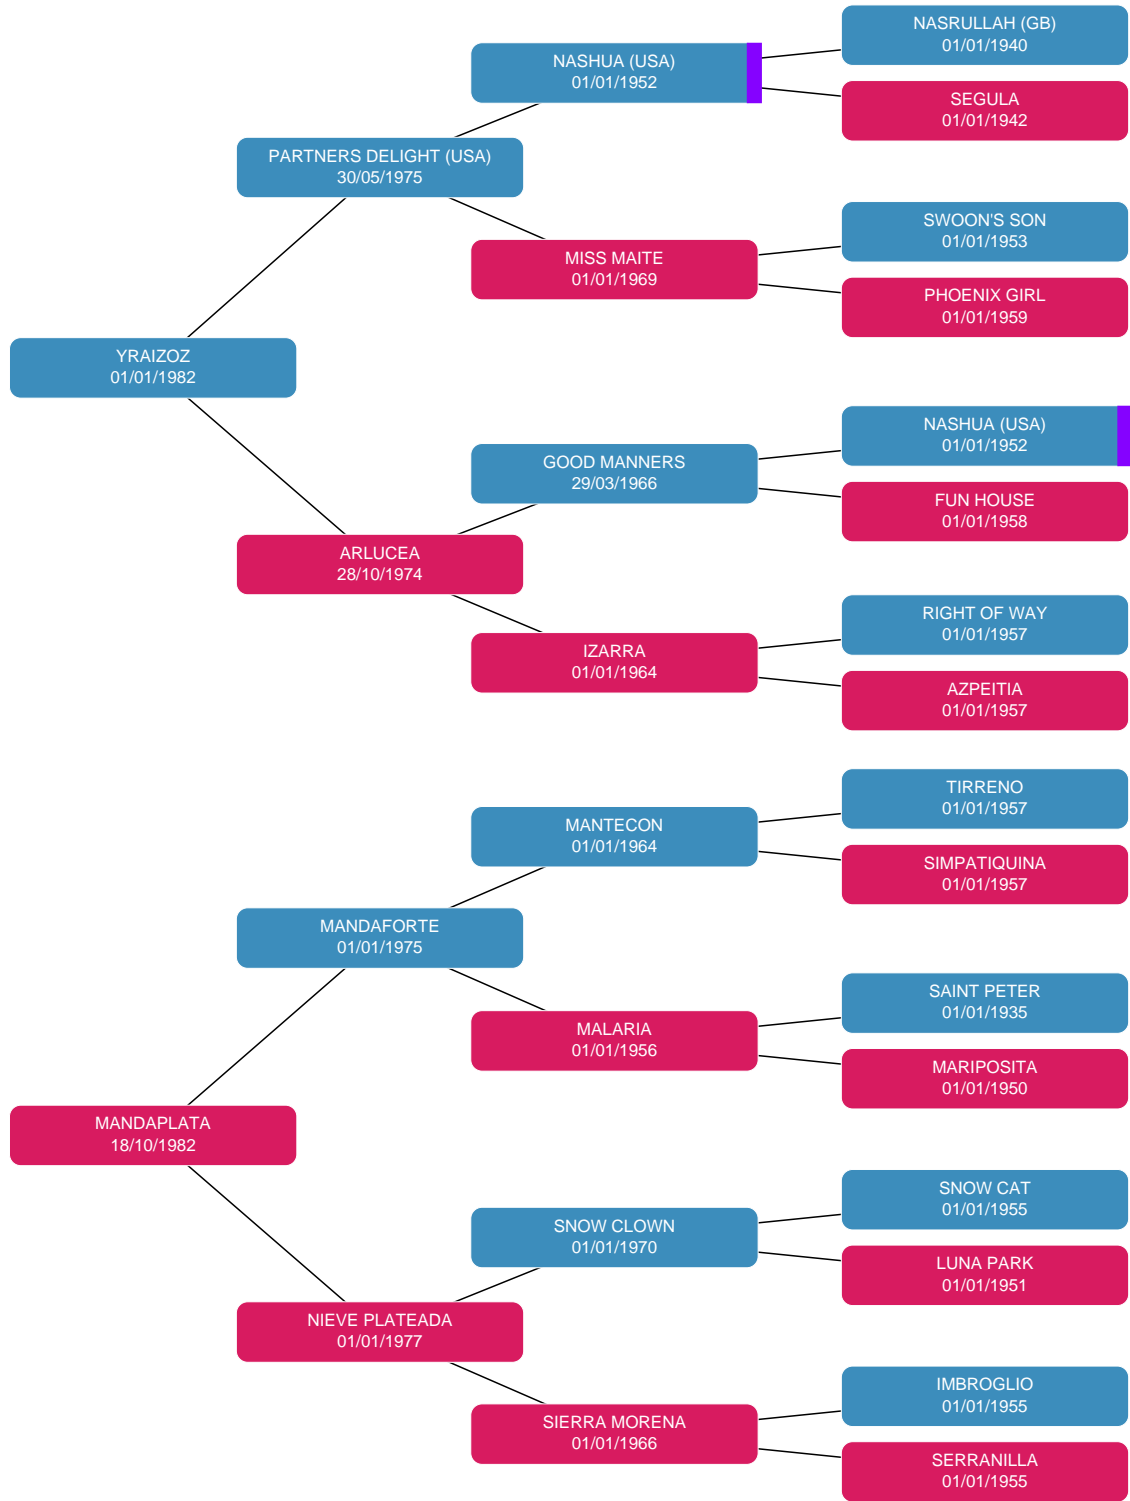 NASRULLAH (GB)
01/01/1940
NASHUA (USA)
01/01/1952
SEGULA
01/01/1942
PARTNERS DELIGHT (USA)
30/05/1975
SWOON'S SON
01/01/1953
MISS MAITE
01/01/1969
PHOENIX GIRL
01/01/1959
YRAIZOZ
01/01/1982
NASHUA (USA)
01/01/1952
GOOD MANNERS
29/03/1966
FUN HOUSE
01/01/1958
ARLUCEA
28/10/1974
RIGHT OF WAY
01/01/1957
IZARRA
01/01/1964
AZPEITIA
01/01/1957
TIRRENO
01/01/1957
MANTECON
01/01/1964
SIMPATIQUINA
01/01/1957
MANDAFORTE
01/01/1975
SAINT PETER
01/01/1935
MALARIA
01/01/1956
MARIPOSITA
01/01/1950
MANDAPLATA
18/10/1982
SNOW CAT
01/01/1955
SNOW CLOWN
01/01/1970
LUNA PARK
01/01/1951
NIEVE PLATEADA
01/01/1977
IMBROGLIO
01/01/1955
SIERRA MORENA
01/01/1966
SERRANILLA
01/01/1955